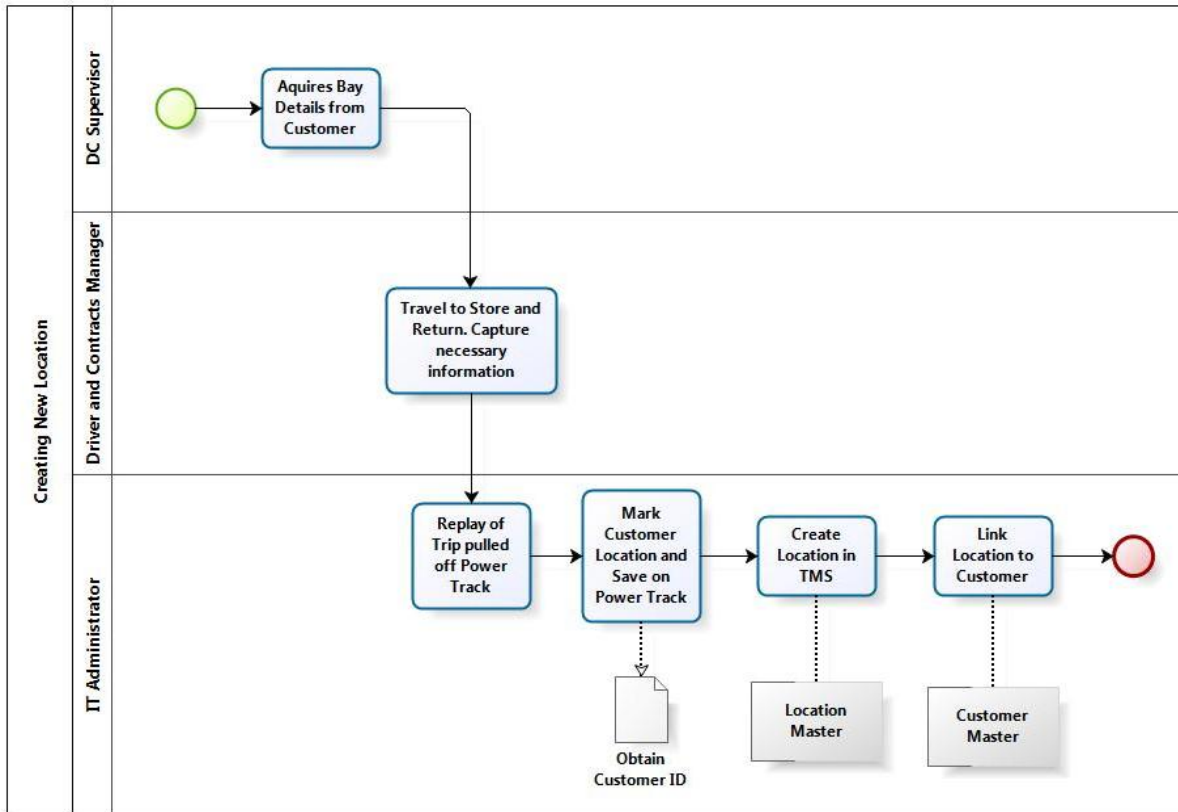 Creating New Location
DC Supervisor
Aquires Bay
Details from
Customer
Driver and Contracts Manager
Travel to Store and
Return. Capture
necessary
information
IT Administrator
Replay of
Trip pulled
off Power
Track
Mark
Customer
Location and
Save on
Power Track
Create
Location in
TMS
Link
Location to
Customer
Obtain
Customer ID
Location
Master
Customer
Master